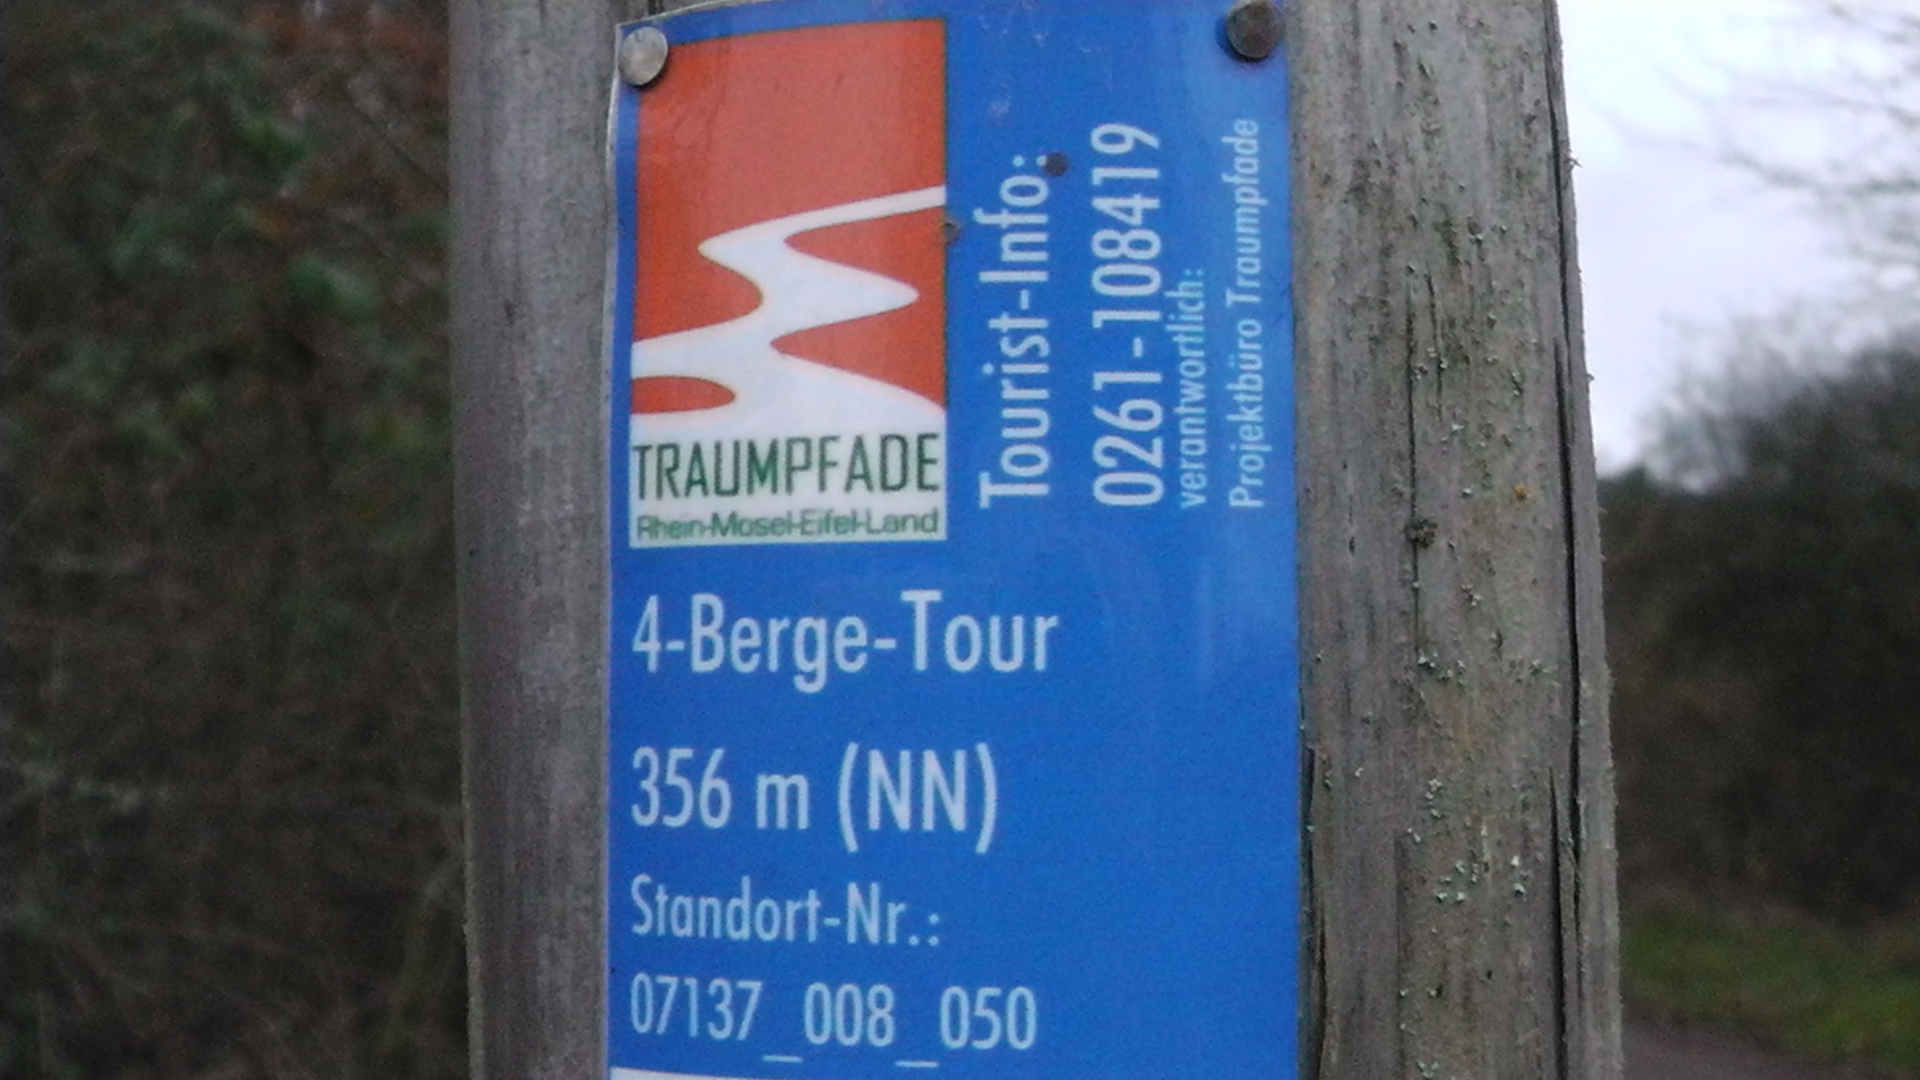 TRAUMPFADE
Rhein-Mosel-Eifel-Land
Tourist-Info:
0261-108419
verantwortlich:
Projektbüro Traumpfade
4-Berge-Tour
356 m (NN)
Standort-Nr.:
07137_008_050